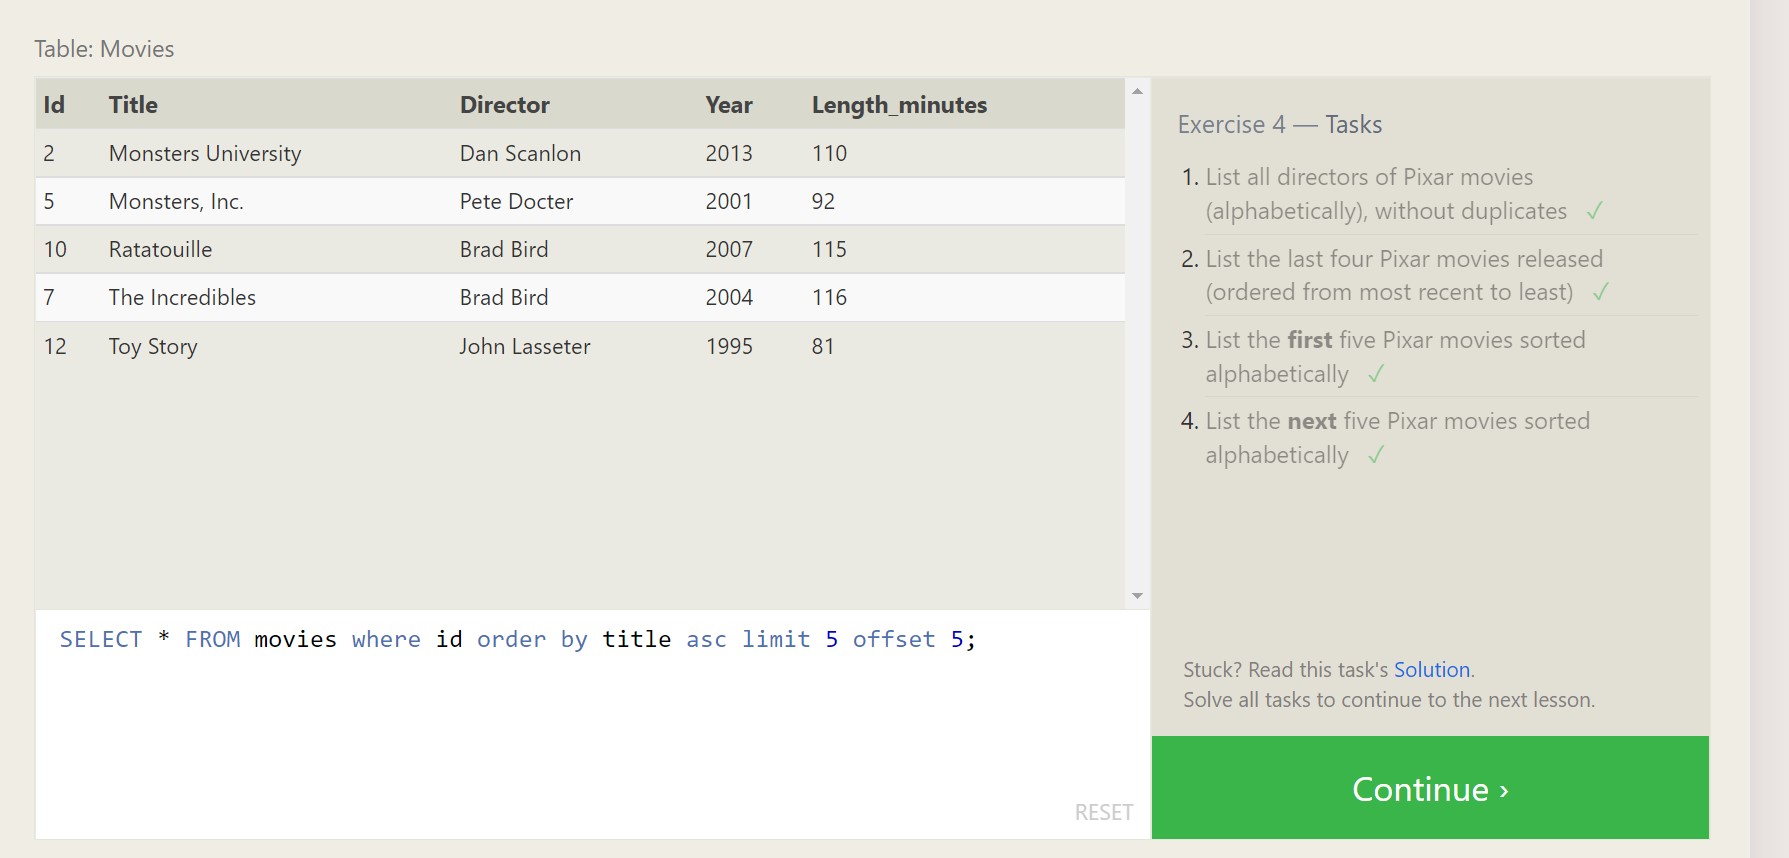 Table: Movies
Id Title Director Year Length_minutes
2 Monsters University Dan Scanlon 2013 110
5 Monsters, Inc. Pete Docter 2001 92
10 Ratatouille Brad Bird 2007 115
7 The Incredibles Brad Bird 2004 116
12 Toy Story John Lasseter 1995 81
SELECT * FROM movies where id order by title asc limit 5 offset 5;
RESET
Exercise 4 — Tasks
1. List all directors of Pixar movies
(alphabetically), without duplicates ✓
2. List the last four Pixar movies released
(ordered from most recent to least) ✓
3. List the first five Pixar movies sorted
alphabetically ✓
4. List the next five Pixar movies sorted
alphabetically ✓
Stuck? Read this task's Solution.
Solve all tasks to continue to the next lesson.
Continue ›